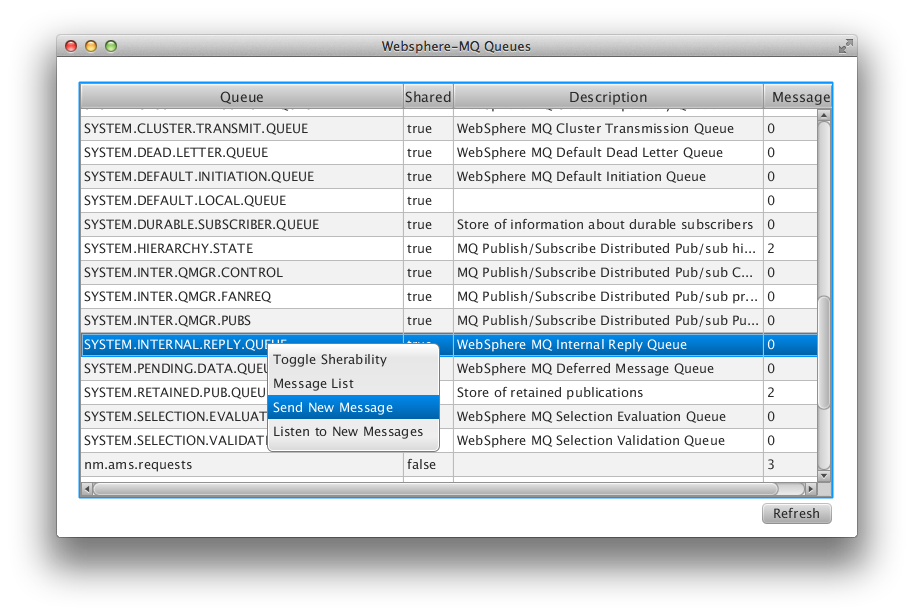 Websphere-MQ Queues
Queue Shared Description Message
SYSTEM.CLUSTER.TRANSMIT.QUEUE true WebSphere MQ Cluster Transmission Queue 0
SYSTEM.DEAD.LETTER.QUEUE true WebSphere MQ Default Dead Letter Queue 0
SYSTEM.DEFAULT.INITIATION.QUEUE true WebSphere MQ Default Initiation Queue 0
SYSTEM.DEFAULT.LOCAL.QUEUE true 0
SYSTEM.DURABLE.SUBSCRIBER.QUEUE true Store of information about durable subscribers 0
SYSTEM.HIERARCHY.STATE true MQ Publish/Subscribe Distributed Pub/sub hi... 2
SYSTEM.INTER.QMGR.CONTROL true MQ Publish/Subscribe Distributed Pub/sub C... 0
SYSTEM.INTER.QMGR.FANREQ true MQ Publish/Subscribe Distributed Pub/sub pr... 0
SYSTEM.INTER.QMGR.PUBS true MQ Publish/Subscribe Distributed Pub/sub Pu... 0
SYSTEM.INTERNAL.REPLY.QUEUE true WebSphere MQ Internal Reply Queue 0
Toggle Sherability
SYSTEM.PENDING.DATA.QUEU WebSphere MQ Deferred Message Queue 0
Message List
SYSTEM.RETAINED.PUB.QUEU Store of retained publications 2
Send New Message
SYSTEM.SELECTION.EVALUAT WebSphere MQ Selection Evaluation Queue 0
Listen to New Messages
SYSTEM.SELECTION.VALIDATI WebSphere MQ Selection Validation Queue 0
nm.ams.requests false 3
Refresh